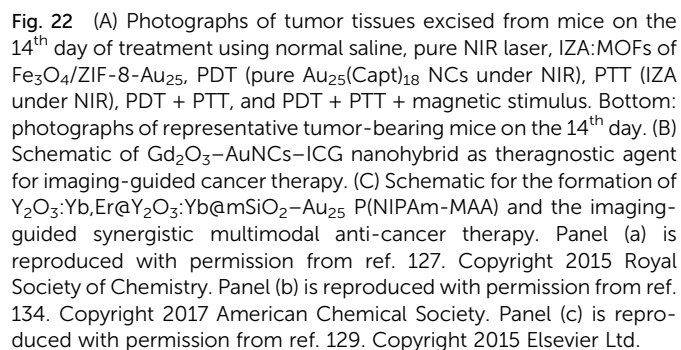 Fig. 22 (A) Photographs of tumor tissues excised from mice on the
14th day of treatment using normal saline, pure NIR laser, IZA:MOFs of
Fe3O4/ZIF-8-Au25, PDT (pure Au25(Capt)18 NCs under NIR), PTT (IZA
under NIR), PDT + PTT, and PDT + PTT + magnetic stimulus. Bottom:
photographs of representative tumor-bearing mice on the 14th day. (B)
Schematic of Gd2O3–AuNCs–ICG nanohybrid as theragnostic agent
for imaging-guided cancer therapy. (C) Schematic for the formation of
Y2O3:Yb,Er@Y2O3:Yb@mSiO2–Au25 P(NIPAm-MAA) and the imaging-
guided synergistic multimodal anti-cancer therapy. Panel (a) is
reproduced with permission from ref. 127. Copyright 2015 Royal
Society of Chemistry. Panel (b) is reproduced with permission from ref.
134. Copyright 2017 American Chemical Society. Panel (c) is repro-
duced with permission from ref. 129. Copyright 2015 Elsevier Ltd.